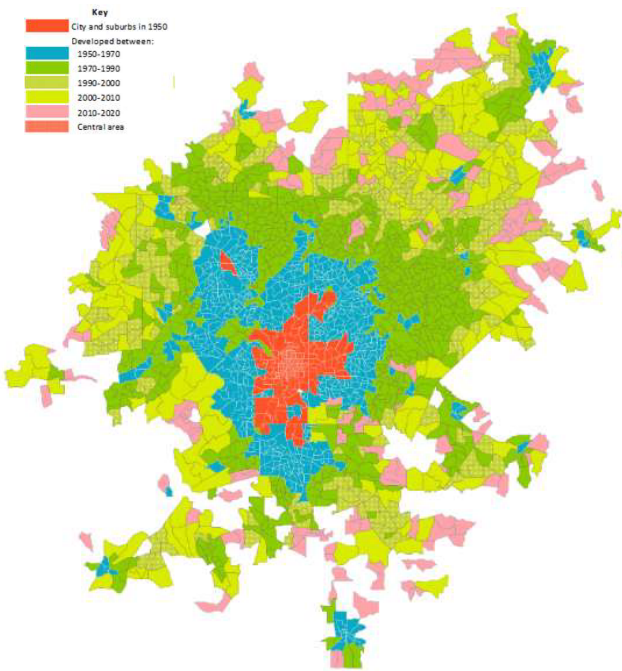 Key
City and suburbs in 1950
Developed between:
1950-1970
1970-1990
1990-2000
2000-2010
2010-2020
Central area